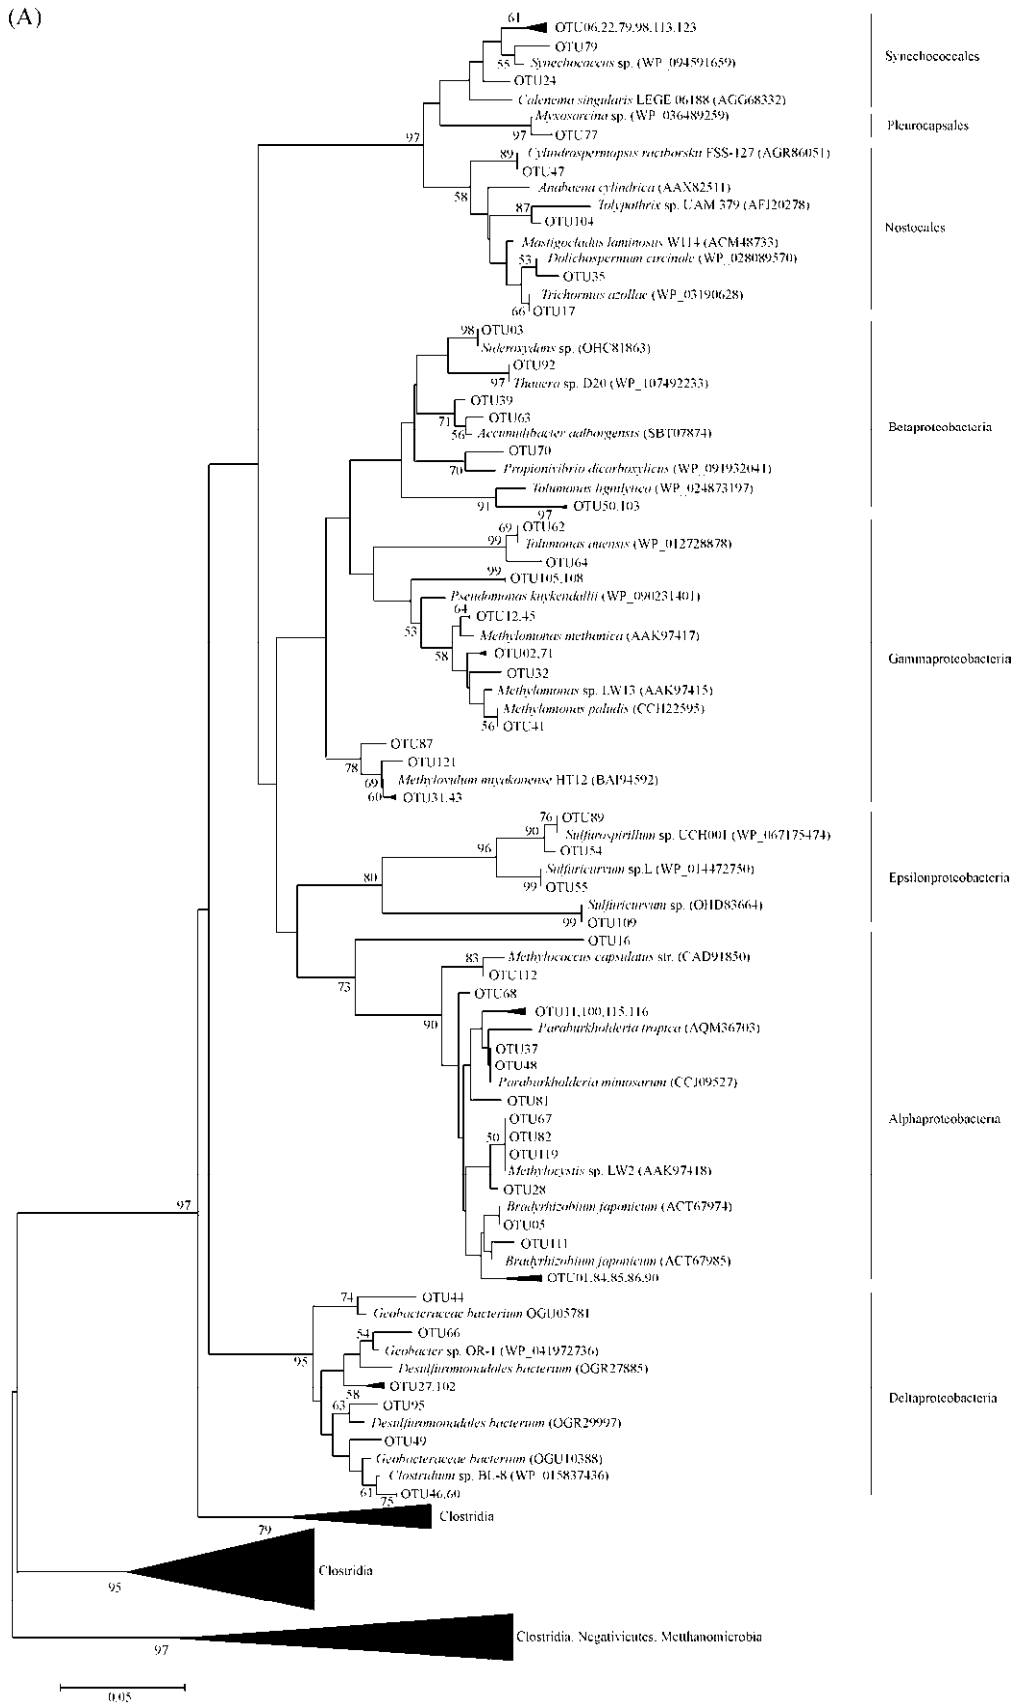 (A)
61
OTU06,22,79,98,113,123
OTU79
55
Synechococcus sp. (WP_094591659)
OTU24
Synechococcales
Calenema singularis LEGE 06188 (AGG68332)
Myxosarcina sp. (WP_036489259)
97
OTU77
Pleurocapsales
97
89
Cylindrospermopsis raciborskii FSS-127 (AGR86051)
OTU47
58
Anabaena cylindrica (AAX82511)
87
Tolypothrix sp. UAM 379 (AFJ20278)
OTU104
Nostocales
Mastigocladus laminosus W114 (ACM48733)
53
Dolichospermum circinale (WP_028089570)
OTU35
Trichormus azollae (WP_03190628)
66
OTU17
98
OTU03
Sideroxydans sp. (OHC81863)
OTU92
97
Thauera sp. D20 (WP_107492233)
OTU39
71
OTU63
56
Accumulibacter aalborgensis (SBT07874)
Betaproteobacteria
OTU70
70
Propionivibrio dicarboxylicus (WP_091932041)
Tolumonas lignilytica (WP_024873197)
91
97
OTU50,103
69
OTU62
99
Tolumonas auensis (WP_012728878)
OTU64
99
OTU105,108
Pseudomonas kuykendallii (WP_090231401)
53
64
OTU12,45
Methylomonas methanica (AAK97417)
58
OTU02,71
Gammaproteobacteria
OTU32
Methylomonas sp. LW13 (AAK97415)
Methylomonas paludis (CCH22595)
56
OTU41
OTU87
78
OTU121
69
Methylovulum miyakonense HT12 (BAI94592)
60
OTU31,43
76
OTU89
90
Sulfurospirillum sp. UCH001 (WP_067175474)
96
OTU54
Sulfuricurvum sp.L (WP_014472750)
99
OTU55
80
Epsilonproteobacteria
Sulfuricurvum sp. (OHD83664)
99
OTU109
OTU16
73
83
Methylococcus capsulatus str. (CAD91850)
OTU112
90
OTU68
OTU11,100,115,116
Paraburkholderia tropica (AQM36703)
OTU37
OTU48
Paraburkholderia mimosarum (CCJ09527)
OTU81
OTU67
Alphaproteobacteria
50
OTU82
OTU119
Methylocystis sp. LW2 (AAK97418)
OTU28
Bradyrhizobium japonicum (ACT67974)
97
OTU05
OTU111
Bradyrhizobium japonicum (ACT67985)
OTU01,84,85,86,90
74
OTU44
Geobacteraceae bacterium OGU05781
54
OTU66
95
Geobacter sp. OR-1 (WP_041972736)
Desulfuromonadales bacterium (OGR27885)
58
OTU27,102
Deltaproteobacteria
63
OTU95
Desulfuromonadales bacterium (OGR29997)
OTU49
Geobacteraceae bacterium (OGU10388)
Clostridium sp. BL-8 (WP_015837436)
61
75
OTU46,60
79
Clostridia
95
Clostridia
97
Clostridia, Negativicutes, Metthanomicrobia
0.05